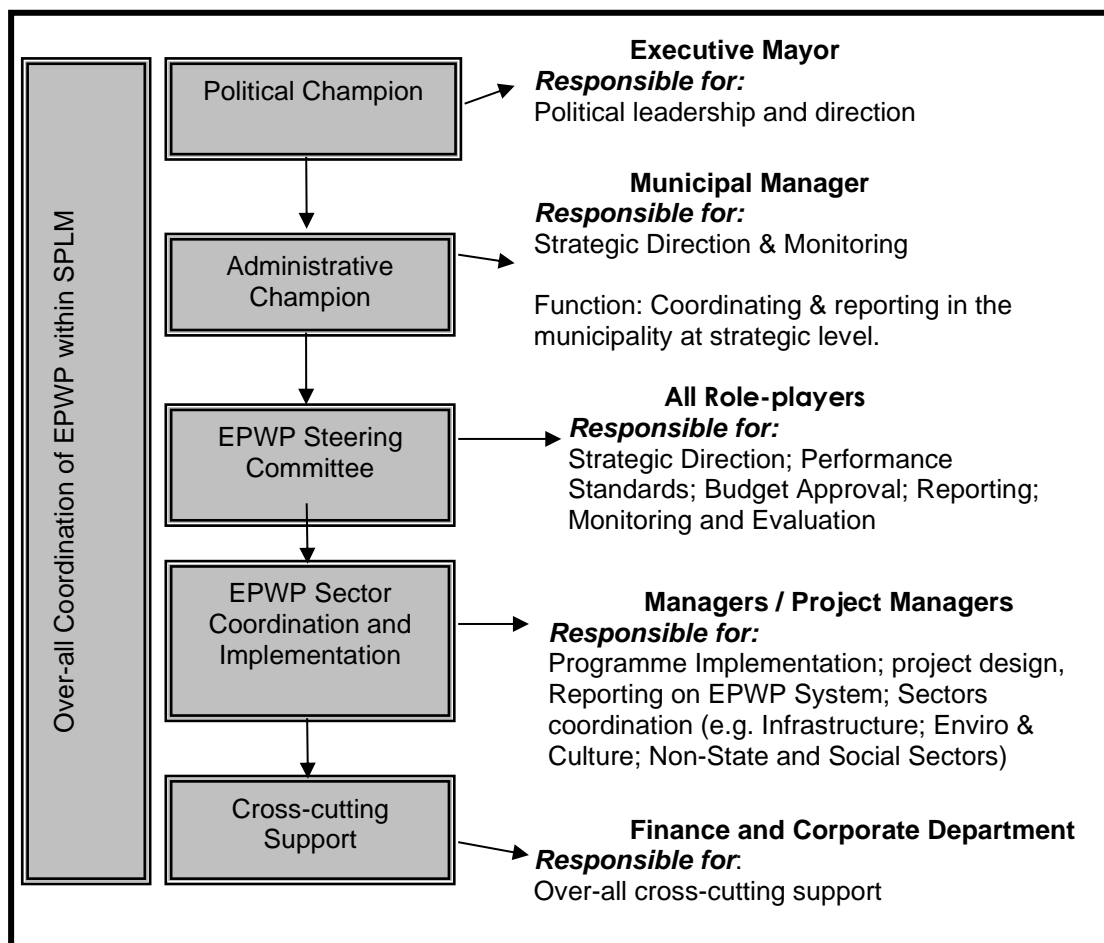 Over-all Coordination of EPWP within SPLM
Political Champion
Executive Mayor
Responsible for:
Political leadership and direction
Administrative
Champion
Municipal Manager
Responsible for:
Strategic Direction & Monitoring
Function: Coordinating & reporting in the
municipality at strategic level.
EPWP Steering
Committee
All Role-players
Responsible for:
Strategic Direction; Performance
Standards; Budget Approval; Reporting;
Monitoring and Evaluation
EPWP Sector
Coordination and
Implementation
Managers / Project Managers
Responsible for:
Programme Implementation; project design,
Reporting on EPWP System; Sectors
coordination (e.g. Infrastructure; Enviro &
Culture; Non-State and Social Sectors)
Cross-cutting
Support
Finance and Corporate Department
Responsible for:
Over-all cross-cutting support